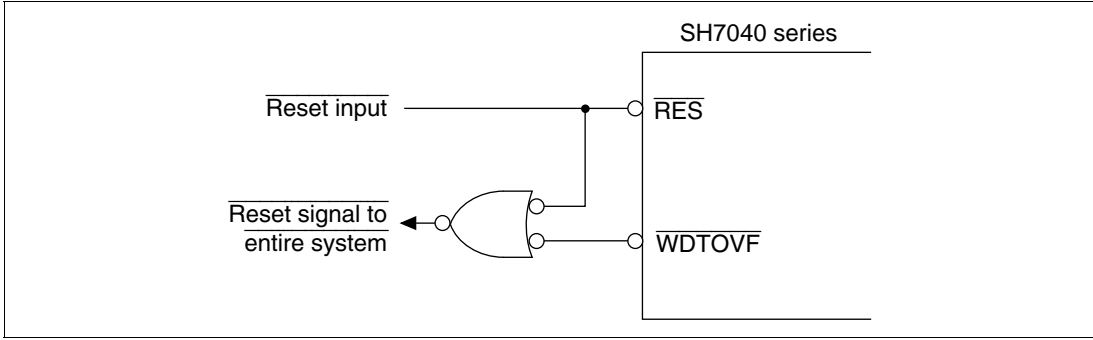 SH7040 series
Reset input
RES
Reset signal to
entire system
WDTOVF